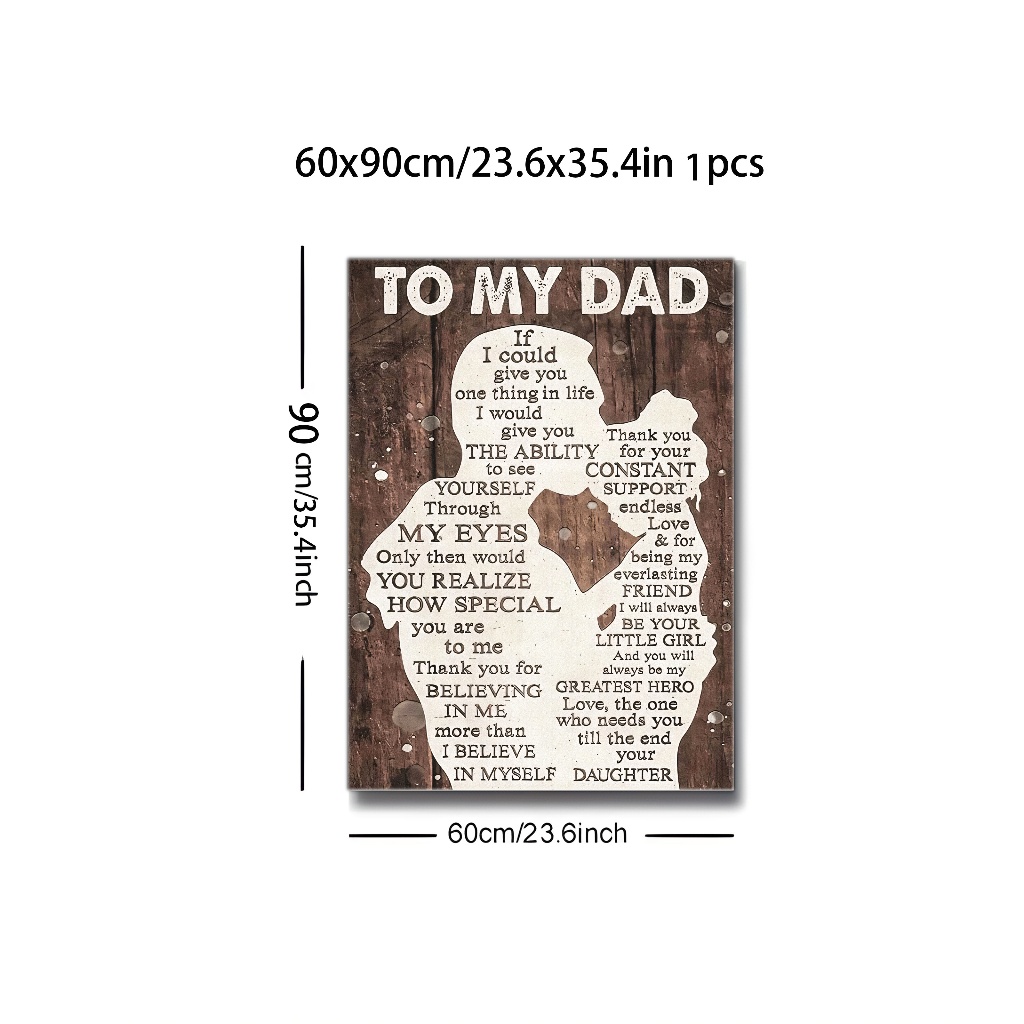 60x90cm/23.6x35.4in 1pcs
90 cm/35.4inch
TO MY DAD
If
I could
give you
one thing in life
I would
give you
THE ABILITY
to see
YOURSELF
Through
MY EYES
Only then would
YOU REALIZE
HOW SPECIAL
you are
to me
Thank you for
BELIEVING
IN ME
more than
I BELIEVE
IN MYSELF
Thank you
for your
CONSTANT
SUPPORT
endless
Love
& for
being my
everlasting
FRIEND
I will always
BE YOUR
LITTLE GIRL
And you will
always be my
GREATEST HERO
Love, the one
who needs you
till the end
your
DAUGHTER
60cm/23.6inch